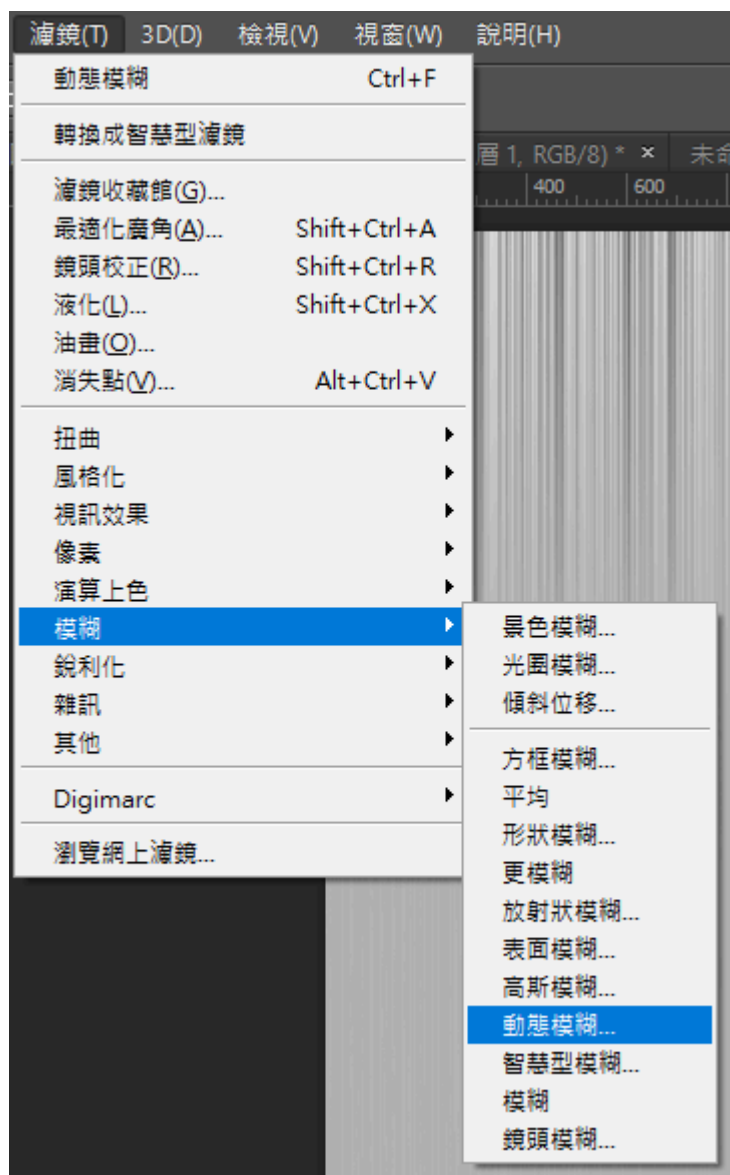 濾鏡(T) 3D(D) 檢視(V) 視窗(W) 說明(H)
動態模糊 Ctrl+F
轉換成智慧型濾鏡
層 1, RGB/8) * × 未命
400 600
濾鏡收藏館(G)...
最適化廣角(A)... Shift+Ctrl+A
鏡頭校正(R)... Shift+Ctrl+R
液化(L)... Shift+Ctrl+X
油畫(O)...
消失點(V)... Alt+Ctrl+V
扭曲
風格化
視訊效果
像素
演算上色
模糊
銳利化
雜訊
其他
Digimarc
瀏覽網上濾鏡...
景色模糊...
光圈模糊...
傾斜位移...
方框模糊...
平均
形狀模糊...
更模糊
放射狀模糊...
表面模糊...
高斯模糊...
動態模糊...
智慧型模糊...
模糊
鏡頭模糊...